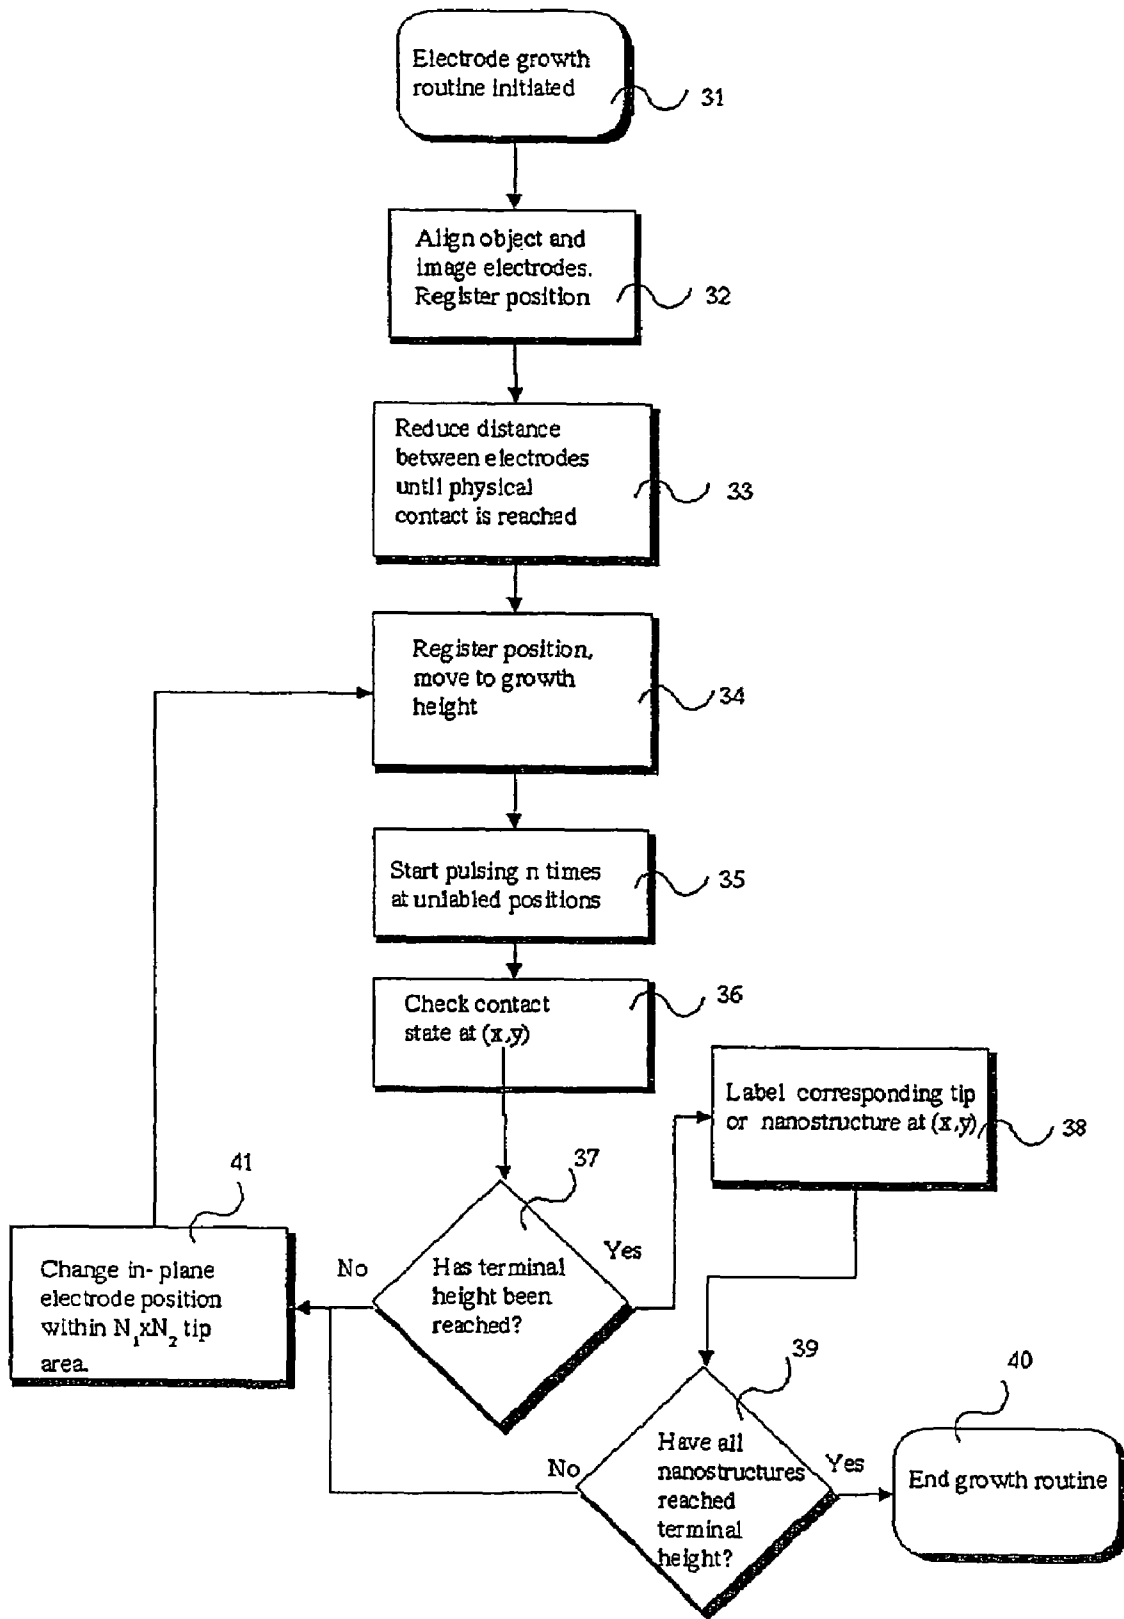 Electrode growth
routine initiated
31
Align object and
image electrodes.
Register position
32
Reduce distance
between electrodes
until physical
contact is reached
33
Register position,
move to growth
height
34
Start pulsing n times
at unlabled positions
35
Check contact
state at (x,y)
36
Label corresponding tip
or nanostructure at (x,y)
38
37
Has terminal
height been
reached?
Yes
No
41
Change in-plane
electrode position
within N₁xN₂ tip
area.
39
Have all
nanostructures
reached
terminal
height?
No
Yes
40
End growth routine